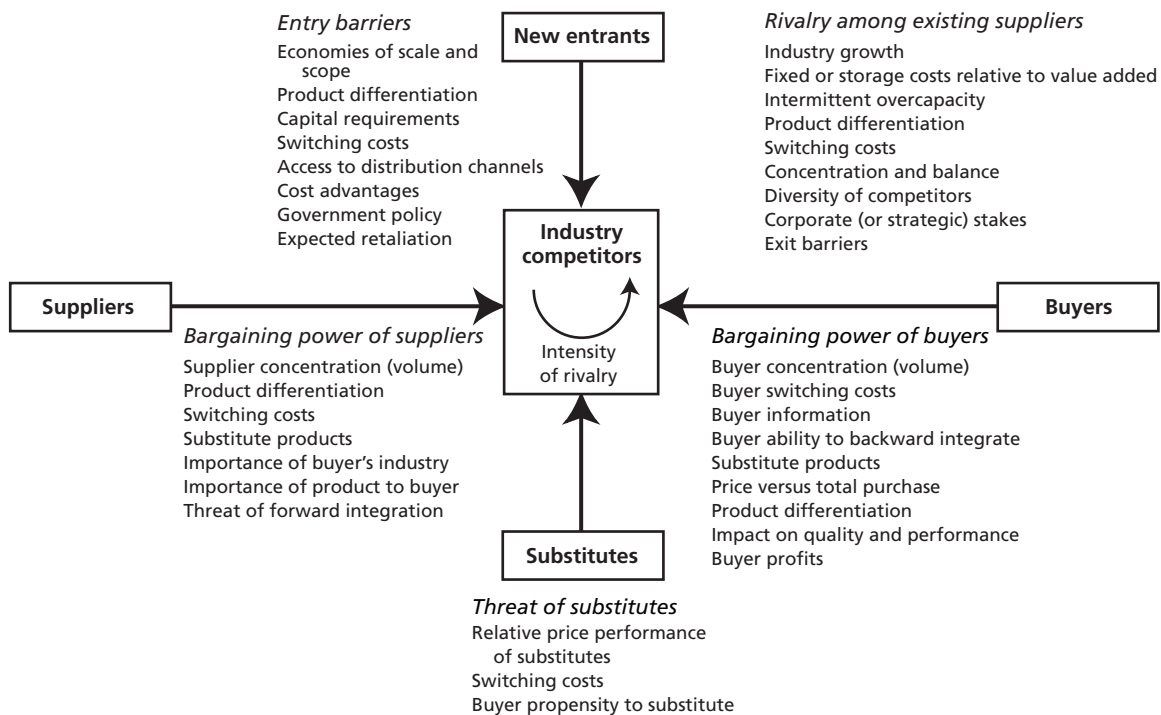 Entry barriers
Economies of scale and
scope
Product differentiation
Capital requirements
Switching costs
Access to distribution channels
Cost advantages
Government policy
Expected retaliation
New entrants
Rivalry among existing suppliers
Industry growth
Fixed or storage costs relative to value added
Intermittent overcapacity
Product differentiation
Switching costs
Concentration and balance
Diversity of competitors
Corporate (or strategic) stakes
Exit barriers
Industry
competitors
Intensity
of rivalry
Suppliers
Bargaining power of suppliers
Supplier concentration (volume)
Product differentiation
Switching costs
Substitute products
Importance of buyer’s industry
Importance of product to buyer
Threat of forward integration
Buyers
Bargaining power of buyers
Buyer concentration (volume)
Buyer switching costs
Buyer information
Buyer ability to backward integrate
Substitute products
Price versus total purchase
Product differentiation
Impact on quality and performance
Buyer profits
Substitutes
Threat of substitutes
Relative price performance
of substitutes
Switching costs
Buyer propensity to substitute